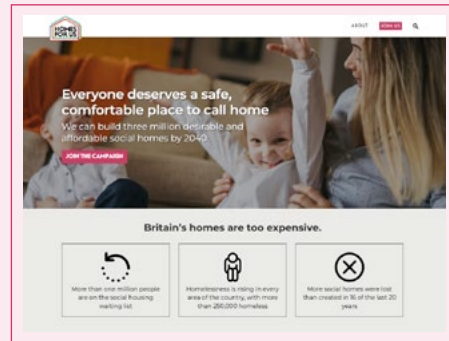 HOMES
FOR US
ABOUT
JOIN US
Everyone deserves a safe,
comfortable place to call home
We can build three million desirable and
affordable social homes by 2040
JOIN THE CAMPAIGN
Britain's homes are too expensive.
More than one million people
are on the social housing
waiting list
Homelessness is rising in every
area of the country, with more
than 250,000 homeless
More social homes were lost
than created in 16 of the last 20
years